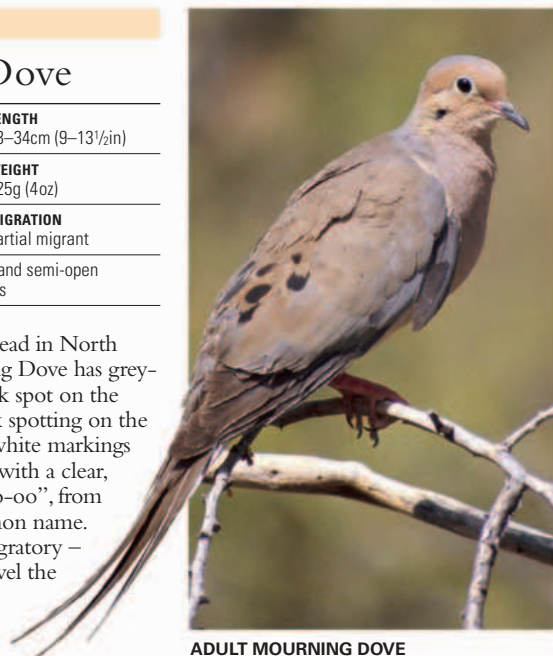 Dove
ENGTH
3–34cm (9–13½in)
EIGHT
25g (4oz)
IGRATION
artial migrant
and semi-open
s
ead in North
g Dove has grey-
k spot on the
k spotting on the
white markings
with a clear,
o-oo”, from
mon name.
gratory –
vel the
ADULT MOURNING DOVE